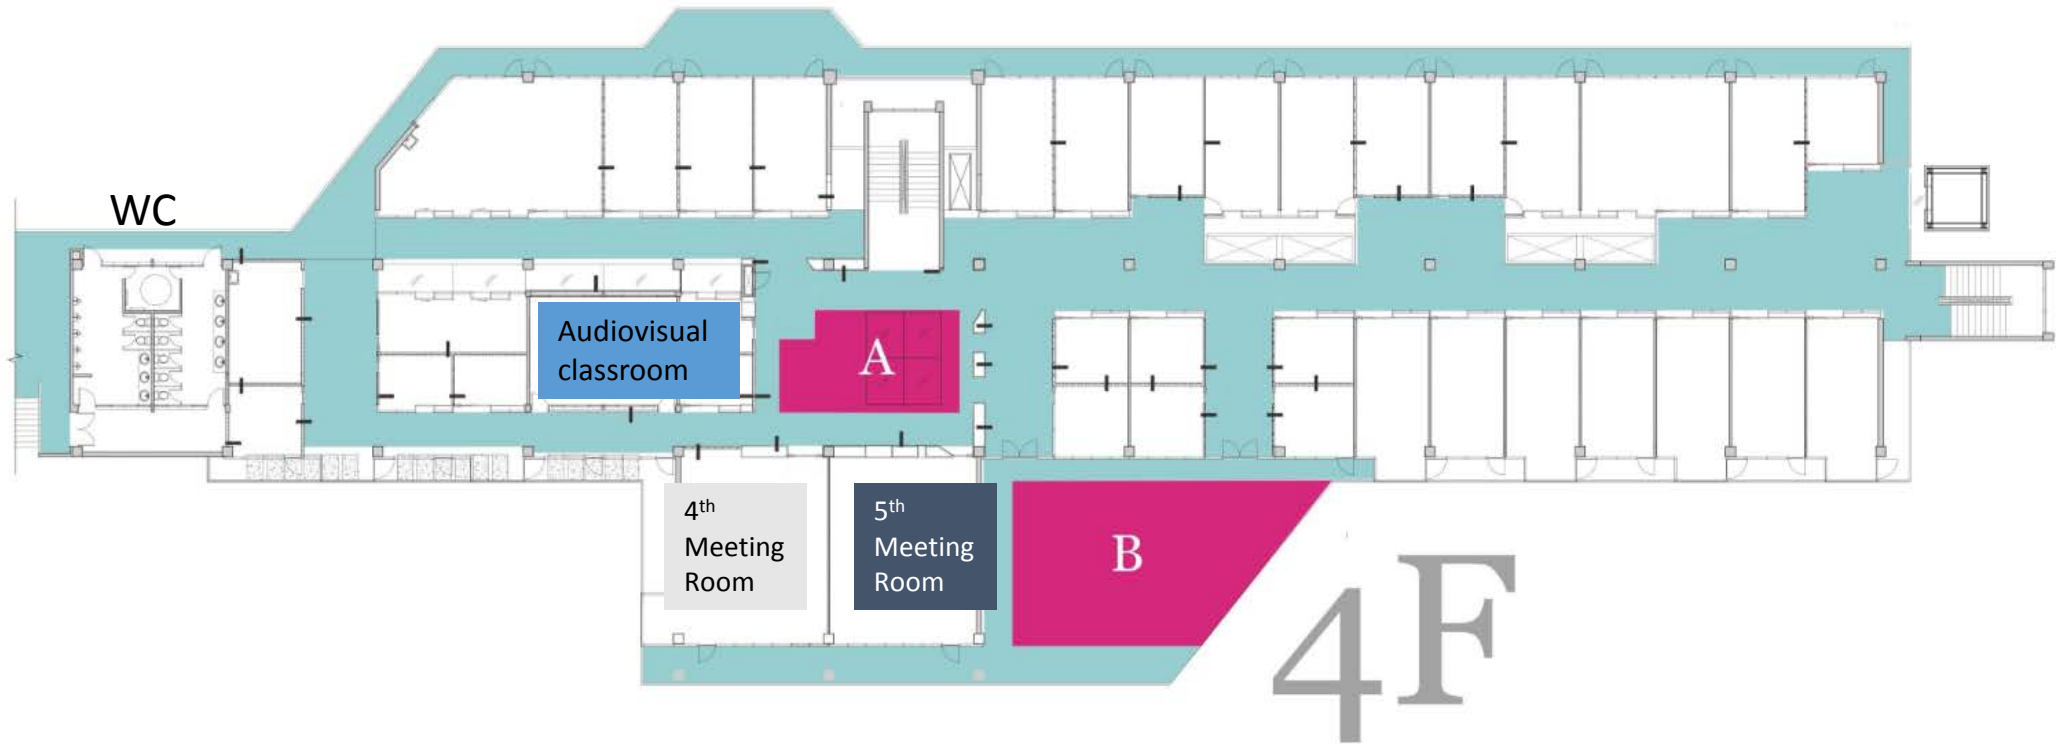 WC
Audiovisual
classroom
A
4th
Meeting
Room
5th
Meeting
Room
B
4F